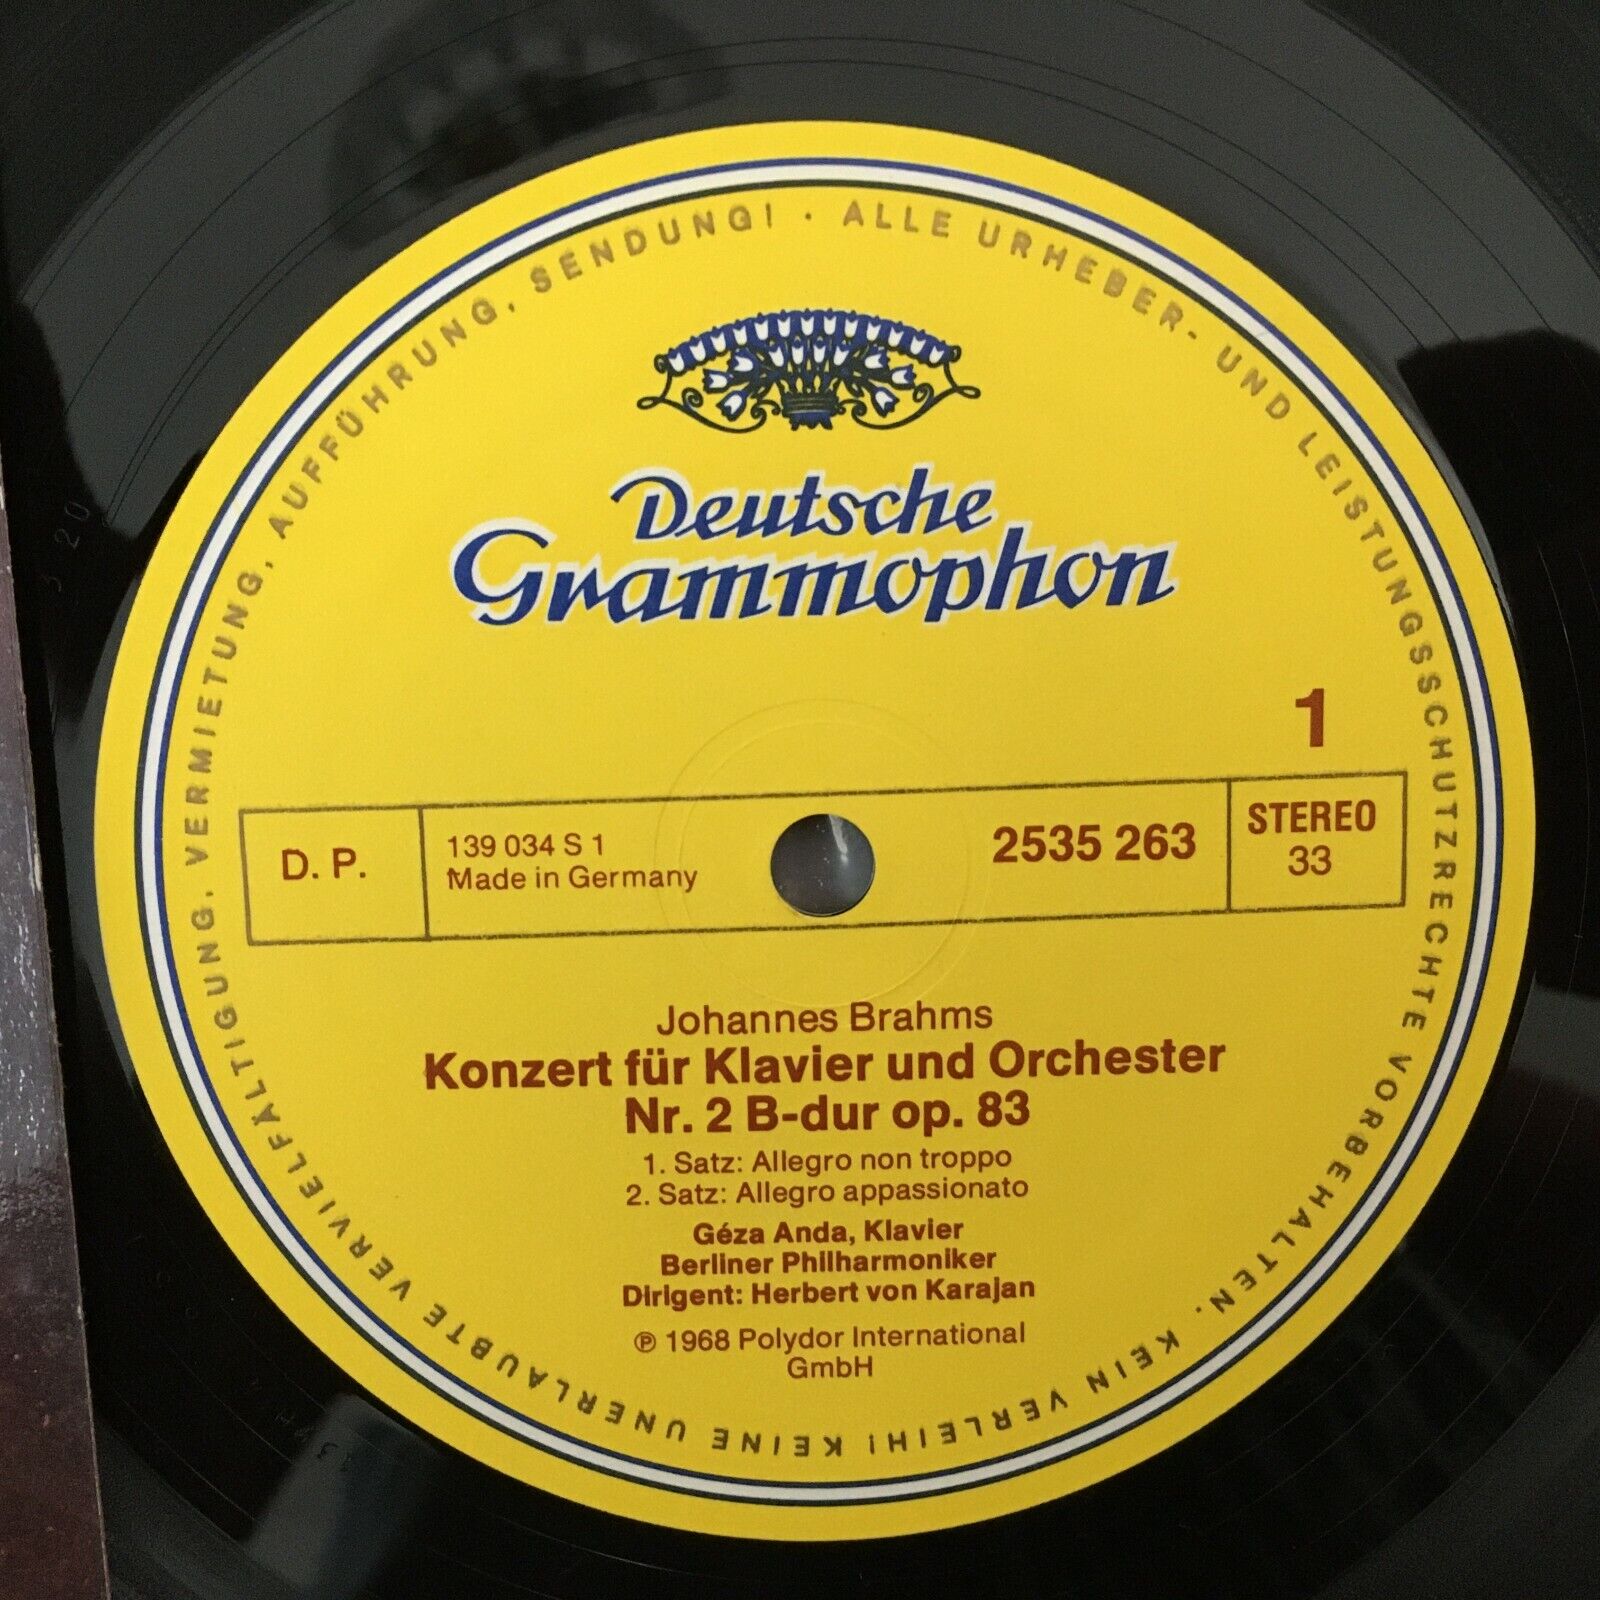 ALLE URHEBER- UND LEISTUNGSSCHUTZRECHTE VORBEHALTEN. KEIN VERLEIH! KEINE UNERLAUBTE VERVIELFÄLTIGUNG, VERMIETUNG, AUFFÜHRUNG, SENDUNG! ·
Deutsche
Grammophon
1
D. P.
139 034 S 1
Made in Germany
2535 263
STEREO
33
Johannes Brahms
Konzert für Klavier und Orchester
Nr. 2 B-dur op. 83
1. Satz: Allegro non troppo
2. Satz: Allegro appassionato
Géza Anda, Klavier
Berliner Philharmoniker
Dirigent: Herbert von Karajan
℗ 1968 Polydor International
GmbH